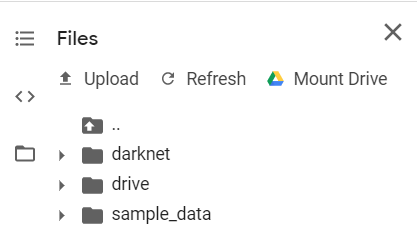 Files
Upload Refresh Mount Drive
..
darknet
drive
sample_data